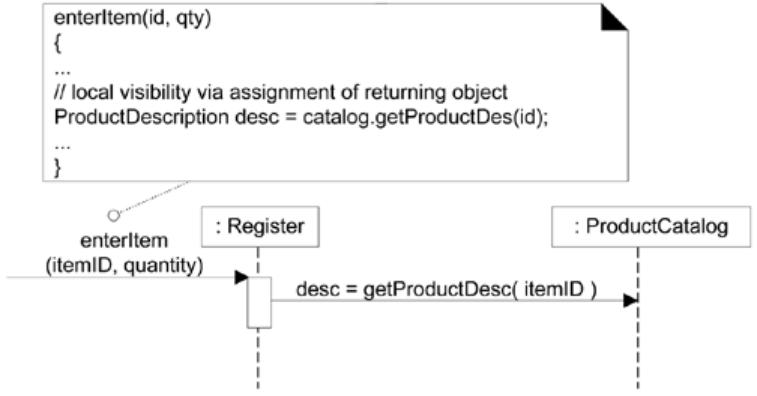 enterItem(id, qty)
{
...
// local visibility via assignment of returning object
ProductDescription desc = catalog.getProductDes(id);
...
}
enterItem
(itemID, quantity)
: Register
: ProductCatalog
desc = getProductDesc( itemID )